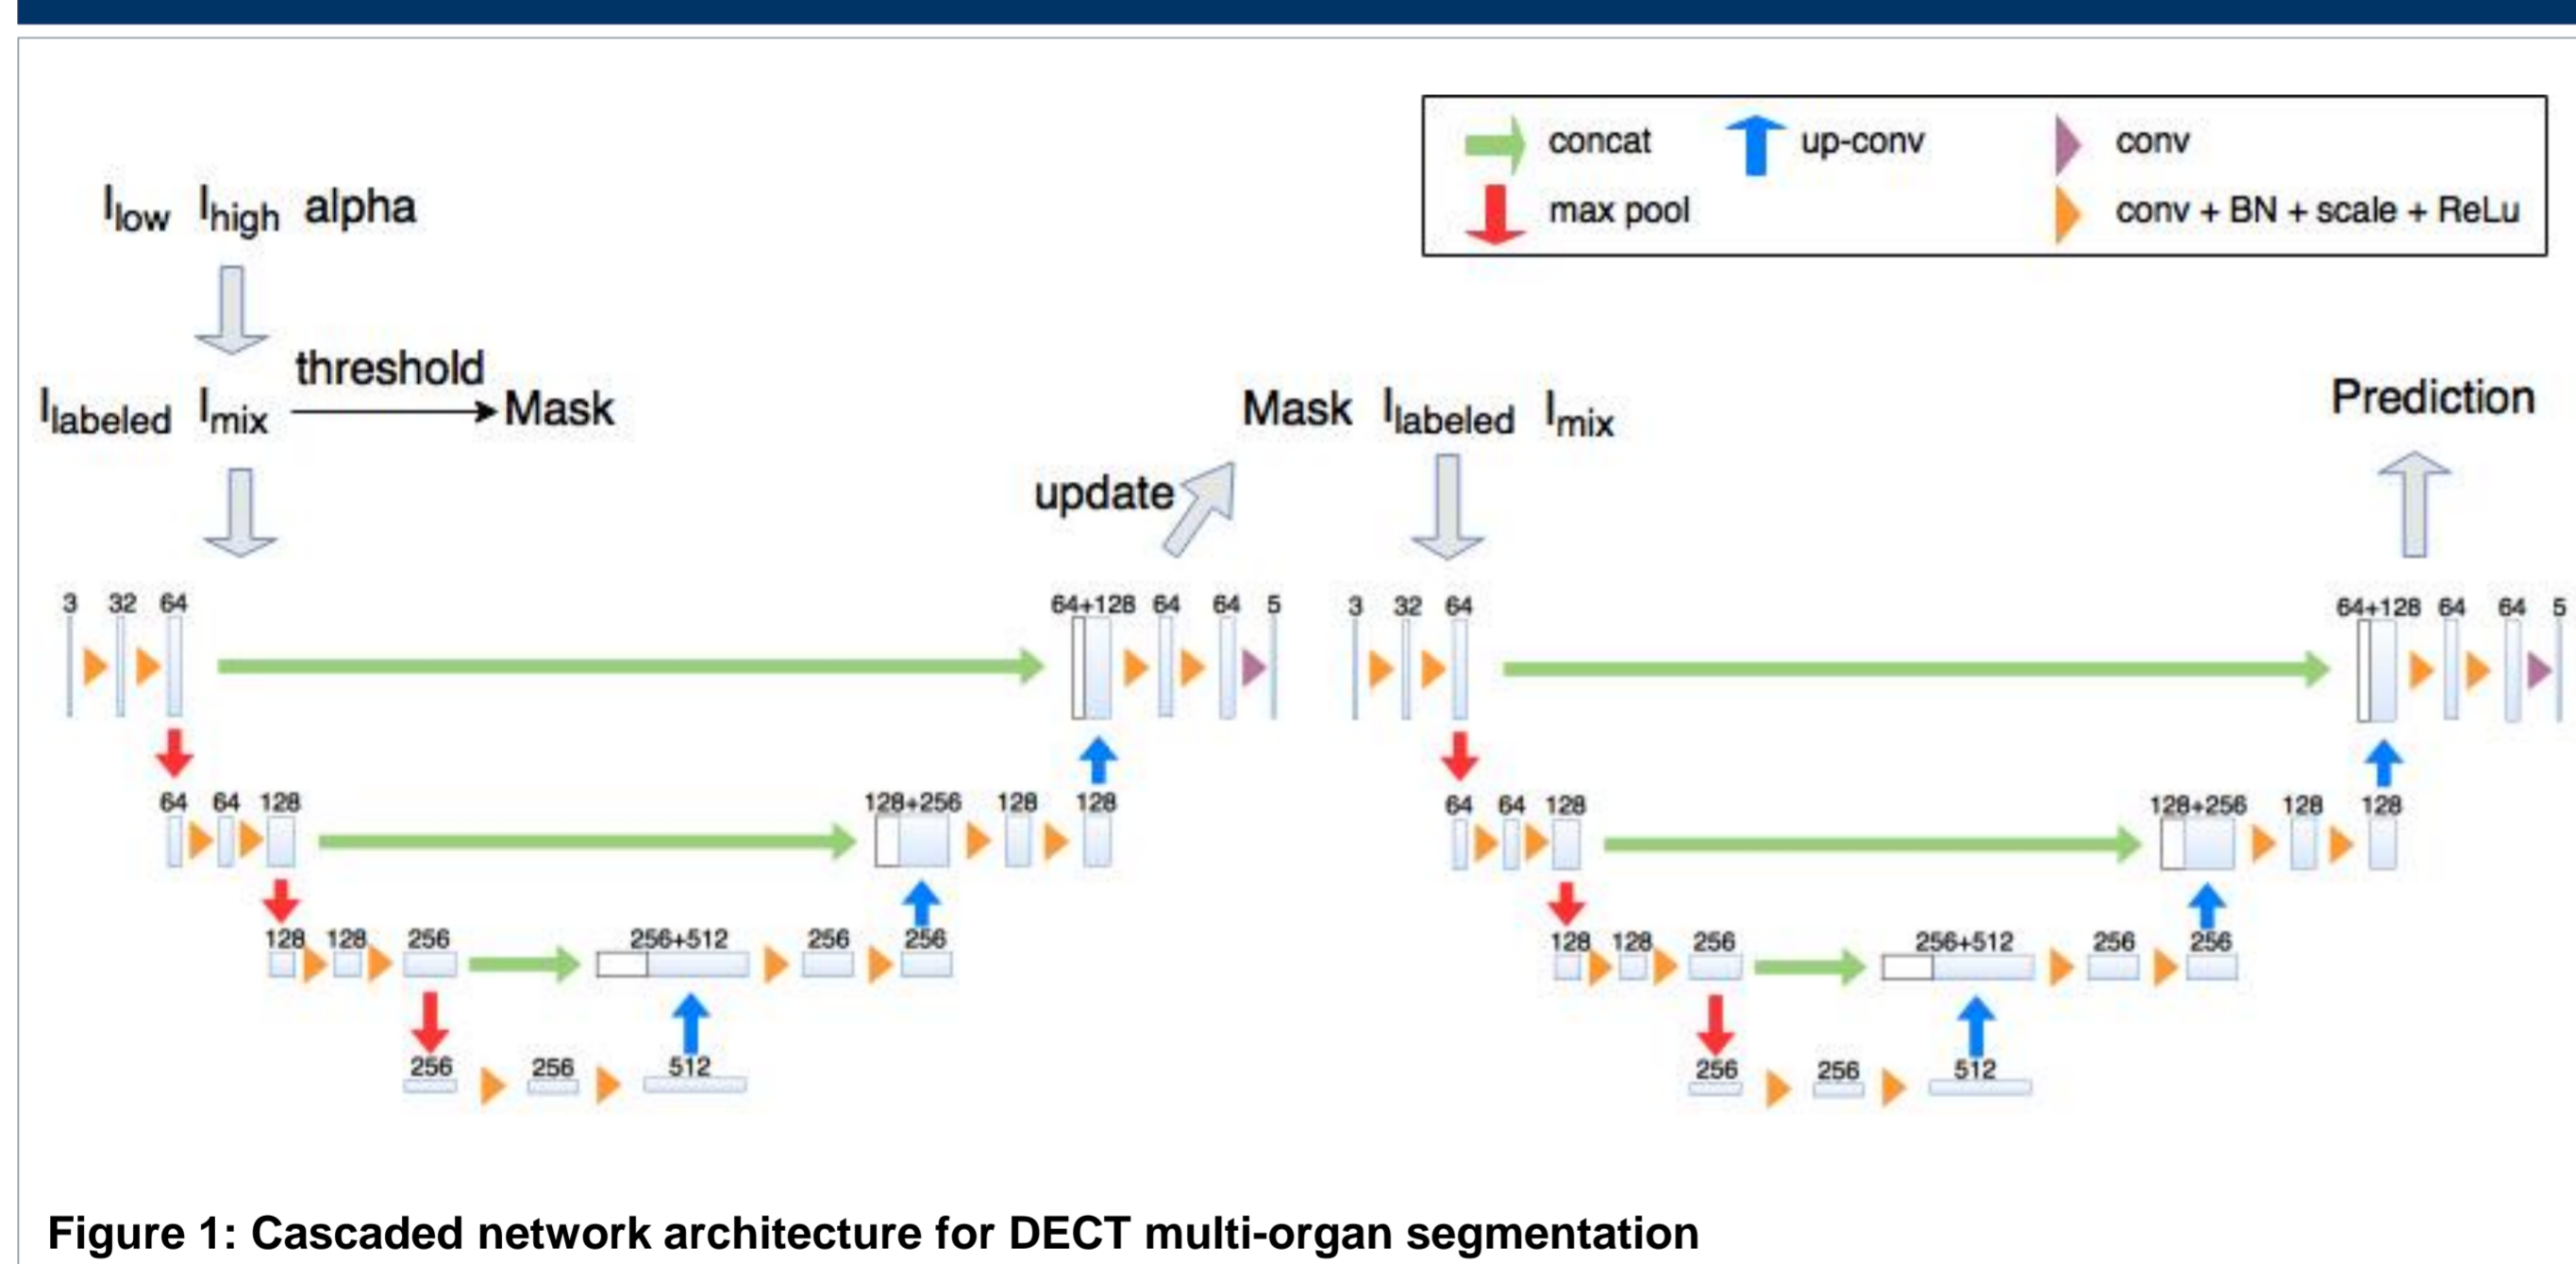 concat up-conv conv
max pool conv + BN + scale + ReLu
Ilow Ihigh alpha
threshold
Ilabeled Imix Mask
Mask Ilabeled Imix
Prediction
update
3 32 64 64+128 64 64 5
3 32 64 64+128 64 64 5
64 64 128 128+256 128 128
64 64 128 128+256 128 128
128 128 256 256+512 256 256
128 128 256 256+512 256 256
256 256 512
256 256 512
Figure 1: Cascaded network architecture for DECT multi-organ segmentation